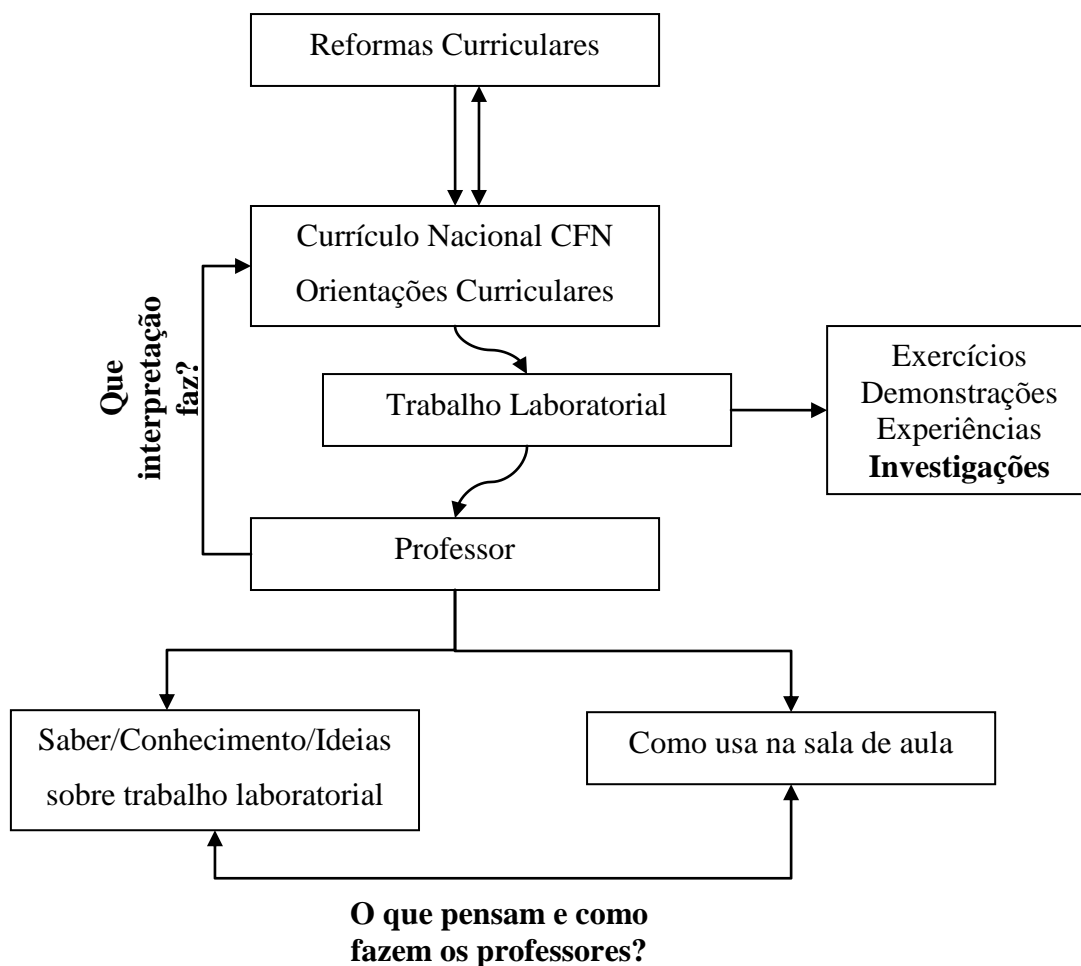 Reformas Curriculares
Currículo Nacional CFN
Orientações Curriculares
Que
interpretação
faz?
Trabalho Laboratorial
Exercícios
Demonstrações
Experiências
Investigações
Professor
Saber/Conhecimento/Ideias
sobre trabalho laboratorial
Como usa na sala de aula
O que pensam e como
fazem os professores?